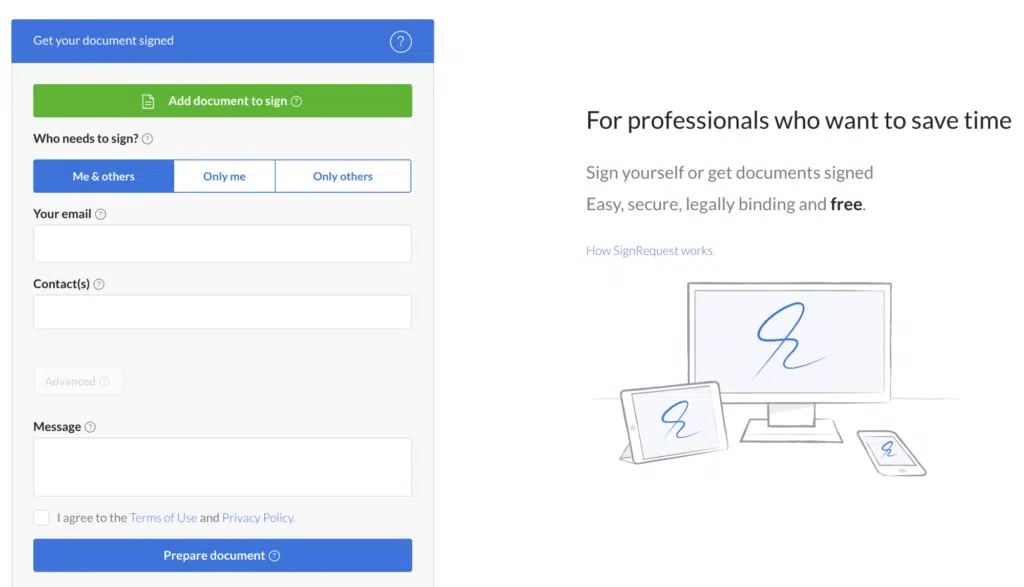 Get your document signed
?
Add document to sign ?
Who needs to sign? ?
Me & others
Only me
Only others
Your email ?
Contact(s) ?
Advanced ?
Message ?
I agree to the Terms of Use and Privacy Policy.
Prepare document ?
For professionals who want to save time
Sign yourself or get documents signed
Easy, secure, legally binding and free.
How SignRequest works